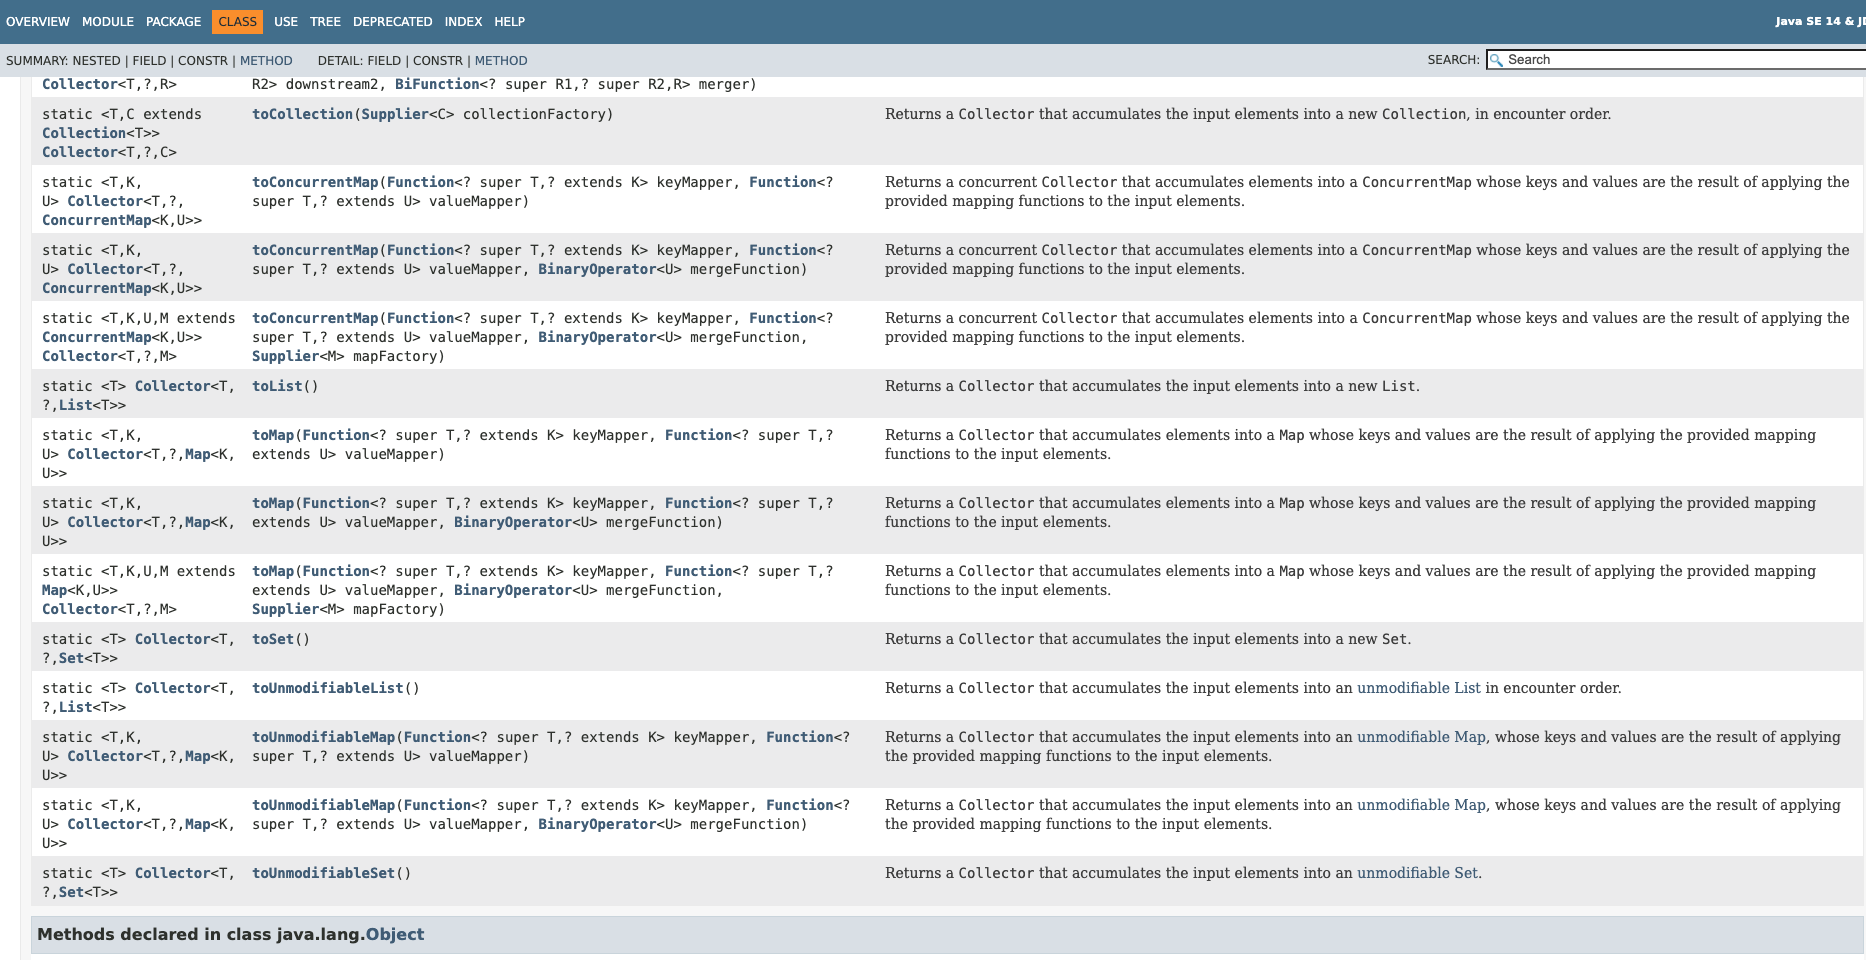 OVERVIEW MODULE PACKAGE CLASS USE TREE DEPRECATED INDEX HELP
Java SE 14 &
SUMMARY: NESTED | FIELD | CONSTR | METHOD DETAIL: FIELD | CONSTR | METHOD
SEARCH: Search
Collector<T,?,R>
R2> downstream2, BiFunction<? super R1,? super R2,R> merger)
static <T,C extends
Collection<T>>
Collector<T,?,C>
toCollection(Supplier<C> collectionFactory)
Returns a Collector that accumulates the input elements into a new Collection, in encounter order.
static <T,K,
U> Collector<T,?,
ConcurrentMap<K,U>>
toConcurrentMap(Function<? super T,? extends K> keyMapper, Function<?
super T,? extends U> valueMapper)
Returns a concurrent Collector that accumulates elements into a ConcurrentMap whose keys and values are the result of applying the
provided mapping functions to the input elements.
static <T,K,
U> Collector<T,?,
ConcurrentMap<K,U>>
toConcurrentMap(Function<? super T,? extends K> keyMapper, Function<?
super T,? extends U> valueMapper, BinaryOperator<U> mergeFunction)
Returns a concurrent Collector that accumulates elements into a ConcurrentMap whose keys and values are the result of applying the
provided mapping functions to the input elements.
static <T,K,U,M extends
ConcurrentMap<K,U>>
Collector<T,?,M>
toConcurrentMap(Function<? super T,? extends K> keyMapper, Function<?
super T,? extends U> valueMapper, BinaryOperator<U> mergeFunction,
Supplier<M> mapFactory)
Returns a concurrent Collector that accumulates elements into a ConcurrentMap whose keys and values are the result of applying the
provided mapping functions to the input elements.
static <T> Collector<T,
?,List<T>>
toList()
Returns a Collector that accumulates the input elements into a new List.
static <T,K,
U> Collector<T,?,Map<K,
U>>
toMap(Function<? super T,? extends K> keyMapper, Function<? super T,?
extends U> valueMapper)
Returns a Collector that accumulates elements into a Map whose keys and values are the result of applying the provided mapping
functions to the input elements.
static <T,K,
U> Collector<T,?,Map<K,
U>>
toMap(Function<? super T,? extends K> keyMapper, Function<? super T,?
extends U> valueMapper, BinaryOperator<U> mergeFunction)
Returns a Collector that accumulates elements into a Map whose keys and values are the result of applying the provided mapping
functions to the input elements.
static <T,K,U,M extends
Map<K,U>>
Collector<T,?,M>
toMap(Function<? super T,? extends K> keyMapper, Function<? super T,?
extends U> valueMapper, BinaryOperator<U> mergeFunction,
Supplier<M> mapFactory)
Returns a Collector that accumulates elements into a Map whose keys and values are the result of applying the provided mapping
functions to the input elements.
static <T> Collector<T,
?,Set<T>>
toSet()
Returns a Collector that accumulates the input elements into a new Set.
static <T> Collector<T,
?,List<T>>
toUnmodifiableList()
Returns a Collector that accumulates the input elements into an unmodifiable List in encounter order.
static <T,K,
U> Collector<T,?,Map<K,
U>>
toUnmodifiableMap(Function<? super T,? extends K> keyMapper, Function<?
super T,? extends U> valueMapper)
Returns a Collector that accumulates the input elements into an unmodifiable Map, whose keys and values are the result of applying
the provided mapping functions to the input elements.
static <T,K,
U> Collector<T,?,Map<K,
U>>
toUnmodifiableMap(Function<? super T,? extends K> keyMapper, Function<?
super T,? extends U> valueMapper, BinaryOperator<U> mergeFunction)
Returns a Collector that accumulates the input elements into an unmodifiable Map, whose keys and values are the result of applying
the provided mapping functions to the input elements.
static <T> Collector<T,
?,Set<T>>
toUnmodifiableSet()
Returns a Collector that accumulates the input elements into an unmodifiable Set.
Methods declared in class java.lang.Object